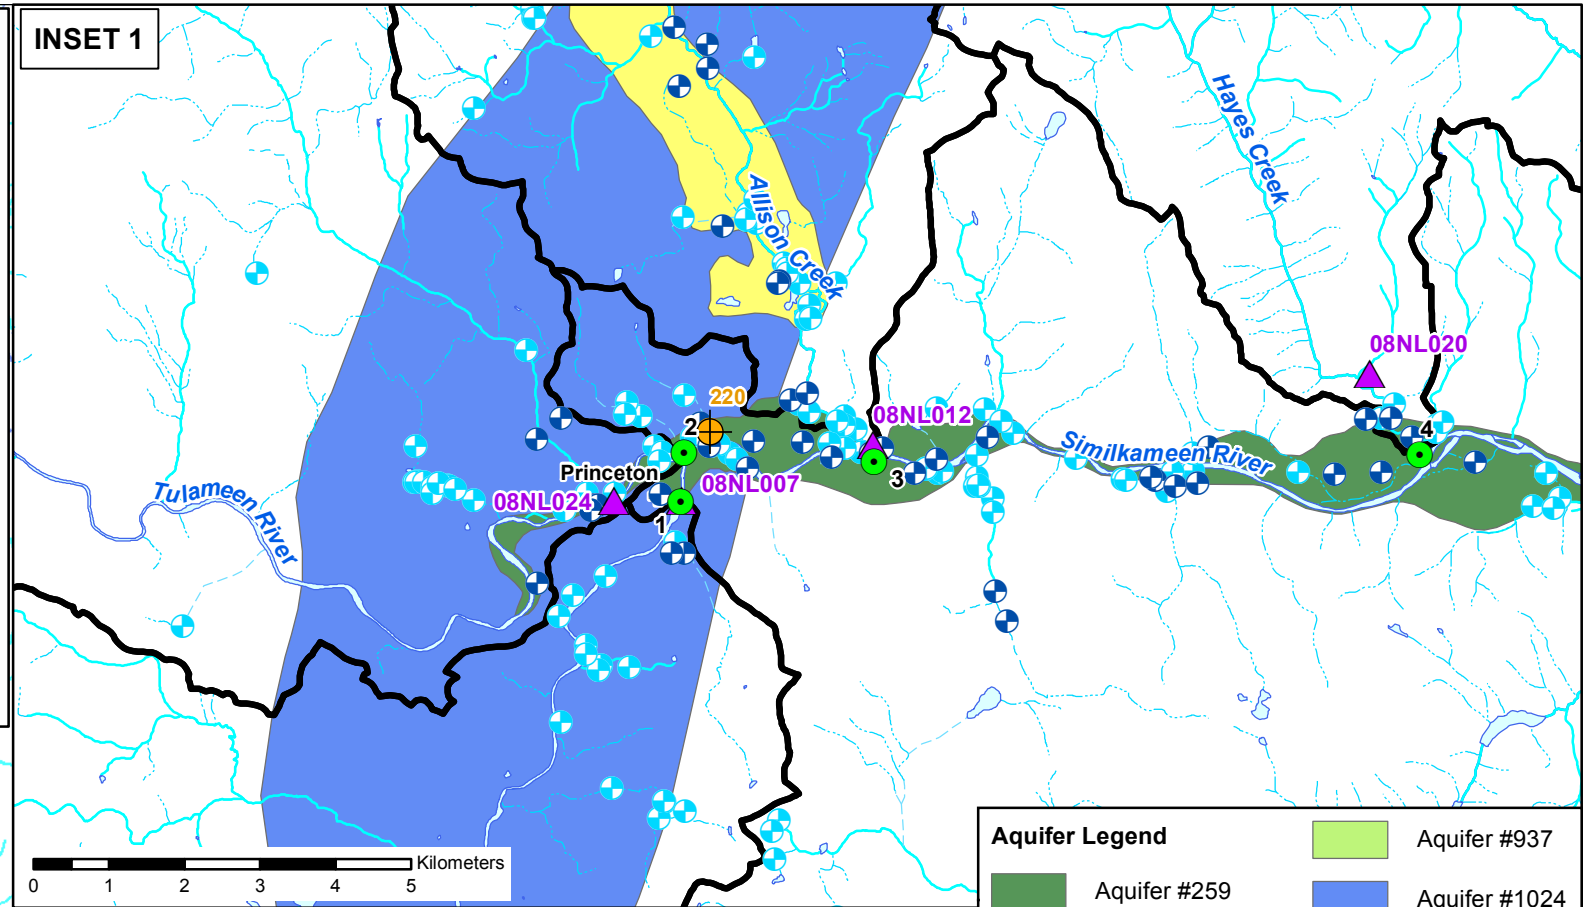 INSET 1
Hayes Creek
Allison Creek
08NL020
220
08NL012
2
4
Similkameen River
Princeton
3
08NL007
Tulameen River
08NL024
1
Aquifer Legend
Aquifer #937
Aquifer #259
Aquifer #1024
Kilometers
0 1 2 3 4 5